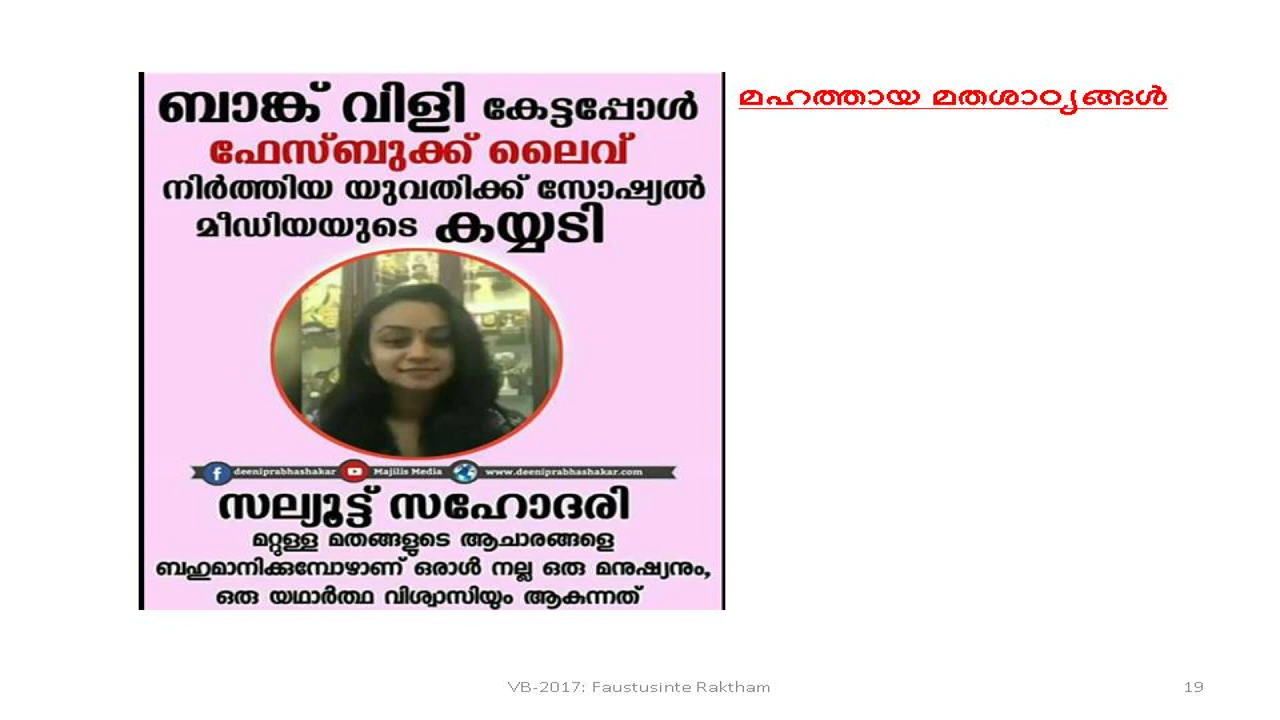 ബാങ്ക് വിളി കേട്ടപ്പോൾ
ഫേസ്ബുക്ക് ലൈവ്
നിർത്തിയ യുവതിക്ക് സോഷ്യൽ
മീഡിയയുടെ കയ്യടി
deeniprabhashakar Majilis Media www.deeniprabhashakar.com
സല്യൂട്ട് സഹോദരി
മറ്റുള്ള മതങ്ങളുടെ ആചാരങ്ങളെ
ബഹുമാനിക്കുമ്പോഴാണ് ഒരാൾ നല്ല ഒരു മനുഷ്യനും,
ഒരു യഥാർത്ഥ വിശ്വാസിയും ആകുന്നത്
മഹത്തായ മതശാഠ്യങ്ങൾ
VB-2017: Faustusinte Raktham
19